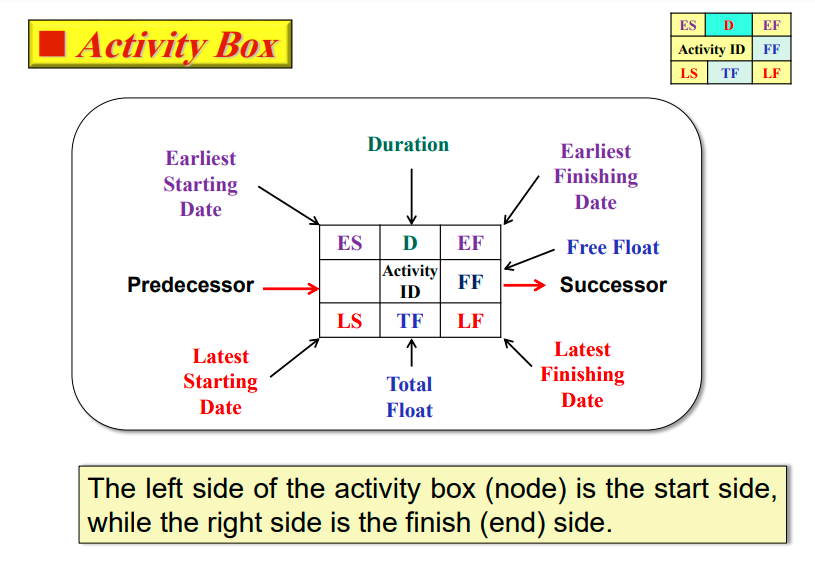 Activity Box
ES D EF
Activity ID FF
LS TF LF
Earliest
Starting
Date
Duration
Earliest
Finishing
Date
ES D EF
Free Float
Predecessor
Activity
ID
FF
Successor
LS TF LF
Latest
Starting
Date
Total
Float
Latest
Finishing
Date
The left side of the activity box (node) is the start side,
while the right side is the finish (end) side.